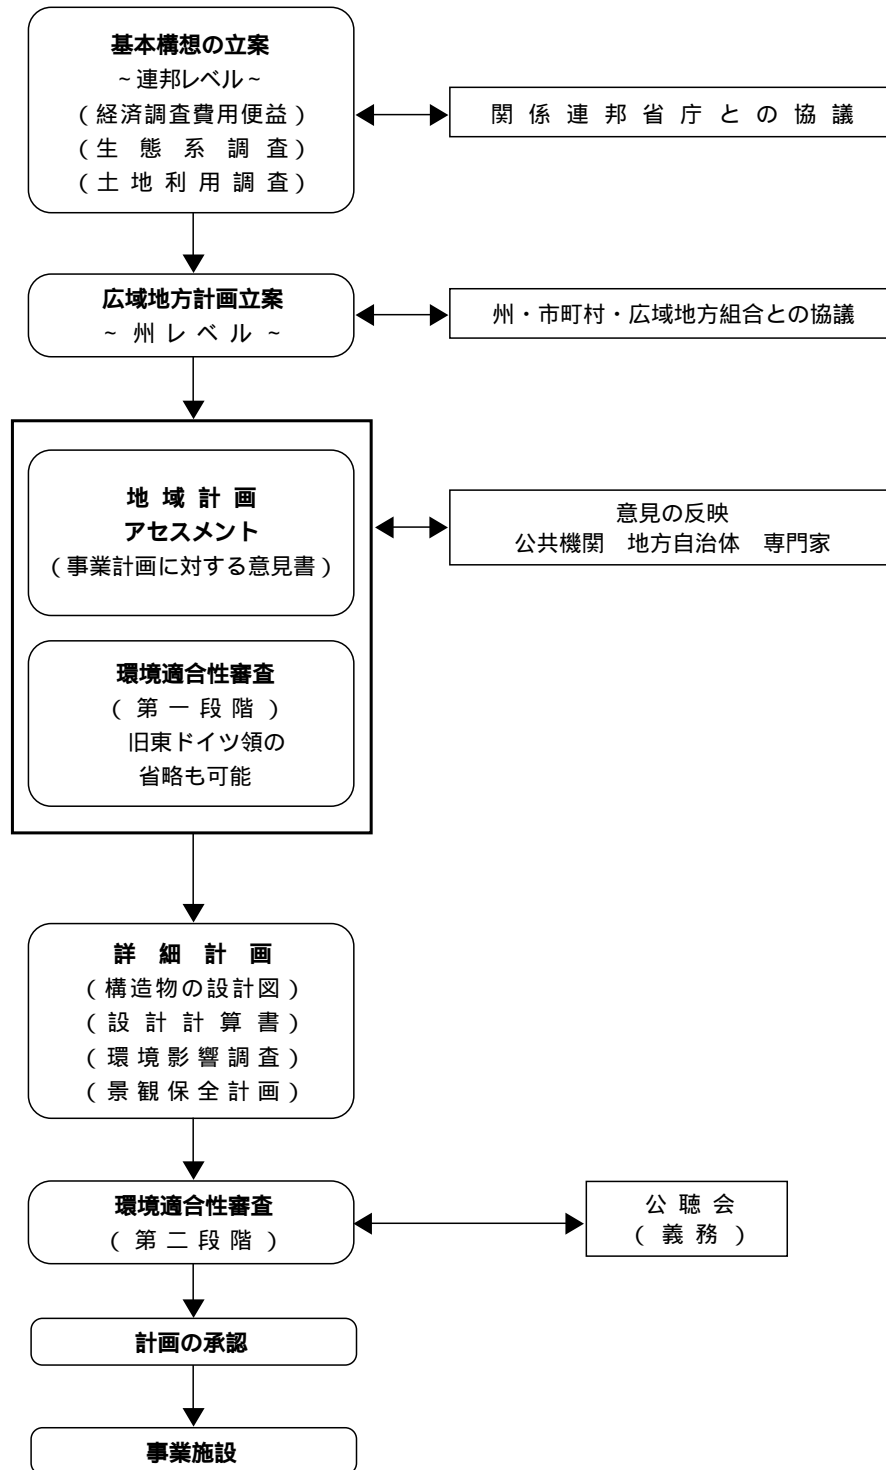 基本構想の立案
~連邦レベル~
(経済調査費用便益)
(生態系調査)
(土地利用調査)
関係連邦省庁との協議
広域地方計画立案
~州レベル~
州・市町村・広域地方組合との協議
地域計画
アセスメント
(事業計画に対する意見書)
意見の反映
公共機関　地方自治体　専門家
環境適合性審査
(第一段階)
旧東ドイツ領の
省略も可能
詳細計画
(構造物の設計図)
(設計計算書)
(環境影響調査)
(景観保全計画)
環境適合性審査
(第二段階)
公聴会
(義務)
計画の承認
事業施設